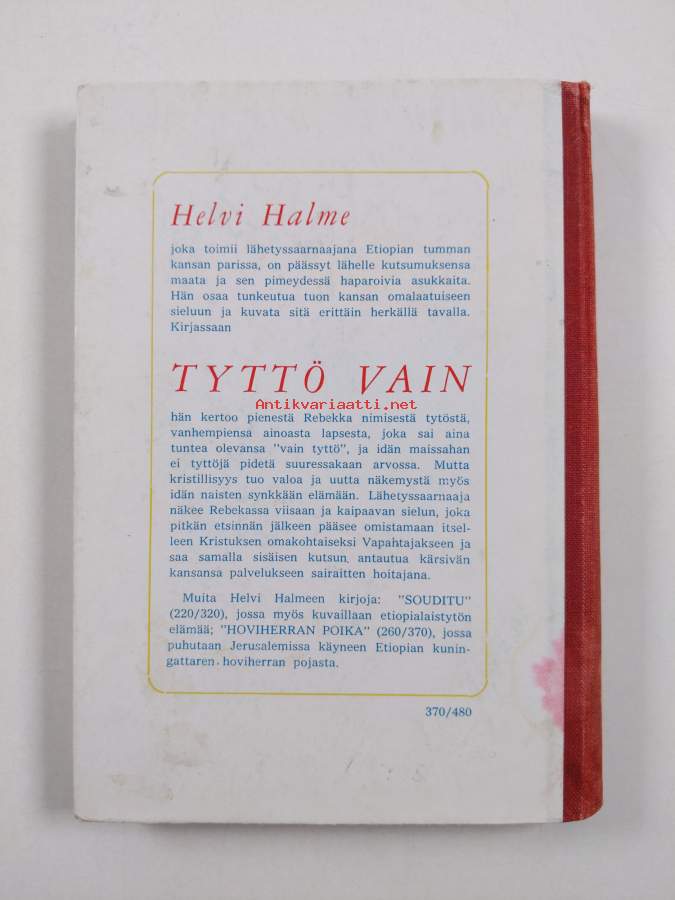 Helvi Halme
joka toimii lähetyssaarnaajana Etiopian tumman
kansan parissa, on päässyt lähelle kutsumuksensa
maata ja sen pimeydessä haparoivia asukkaita.
Hän osaa tunkeutua tuon kansan omalaatuiseen
sieluun ja kuvata sitä erittäin herkällä tavalla.
Kirjassaan
TYTTÖ VAIN
Antikvariaatti.net
hän kertoo pienestä Rebekka nimisestä tytöstä,
vanhempiensa ainoasta lapsesta, joka sai aina
tuntea olevansa "vain tyttö", ja idän maissahan
ei tyttöjä pidetä suuressakaan arvossa. Mutta
kristillisyys tuo valoa ja uutta näkemystä myös
idän naisten synkkään elämään. Lähetyssaarnaaja
näkee Rebekassa viisaan ja kaipaavan sielun, joka
pitkän etsinnän jälkeen pääsee omistamaan itsel-
leen Kristuksen omakohtaiseksi Vapahtajakseen ja
saa samalla sisäisen kutsun antautua kärsivän
kansansa palvelukseen sairaitten hoitajana.
Muita Helvi Halmeen kirjoja: "SOUDITU"
(220/320), jossa myös kuvaillaan etiopialaistytön
elämää; "HOVIHERRAN POIKA" (260/370), jossa
puhutaan Jerusalemissa käyneen Etiopian kunin-
gattaren hoviherran pojasta.
370/480